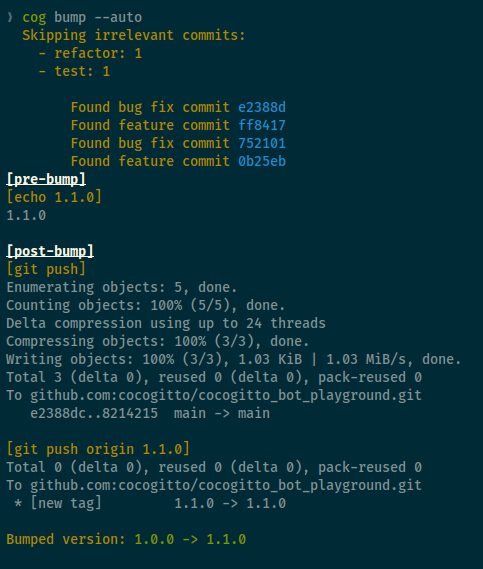 ❯ cog bump --auto
Skipping irrelevant commits:
- refactor: 1
- test: 1
Found bug fix commit e2388d
Found feature commit ff8417
Found bug fix commit 752101
Found feature commit 0b25eb
[pre-bump]
[echo 1.1.0]
1.1.0
[post-bump]
[git push]
Enumerating objects: 5, done.
Counting objects: 100% (5/5), done.
Delta compression using up to 24 threads
Compressing objects: 100% (3/3), done.
Writing objects: 100% (3/3), 1.03 KiB | 1.03 MiB/s, done.
Total 3 (delta 0), reused 0 (delta 0), pack-reused 0
To github.com:cocogitto/cocogitto_bot_playground.git
e2388dc..8214215  main -> main
[git push origin 1.1.0]
Total 0 (delta 0), reused 0 (delta 0), pack-reused 0
To github.com:cocogitto/cocogitto_bot_playground.git
* [new tag]         1.1.0 -> 1.1.0
Bumped version: 1.0.0 -> 1.1.0